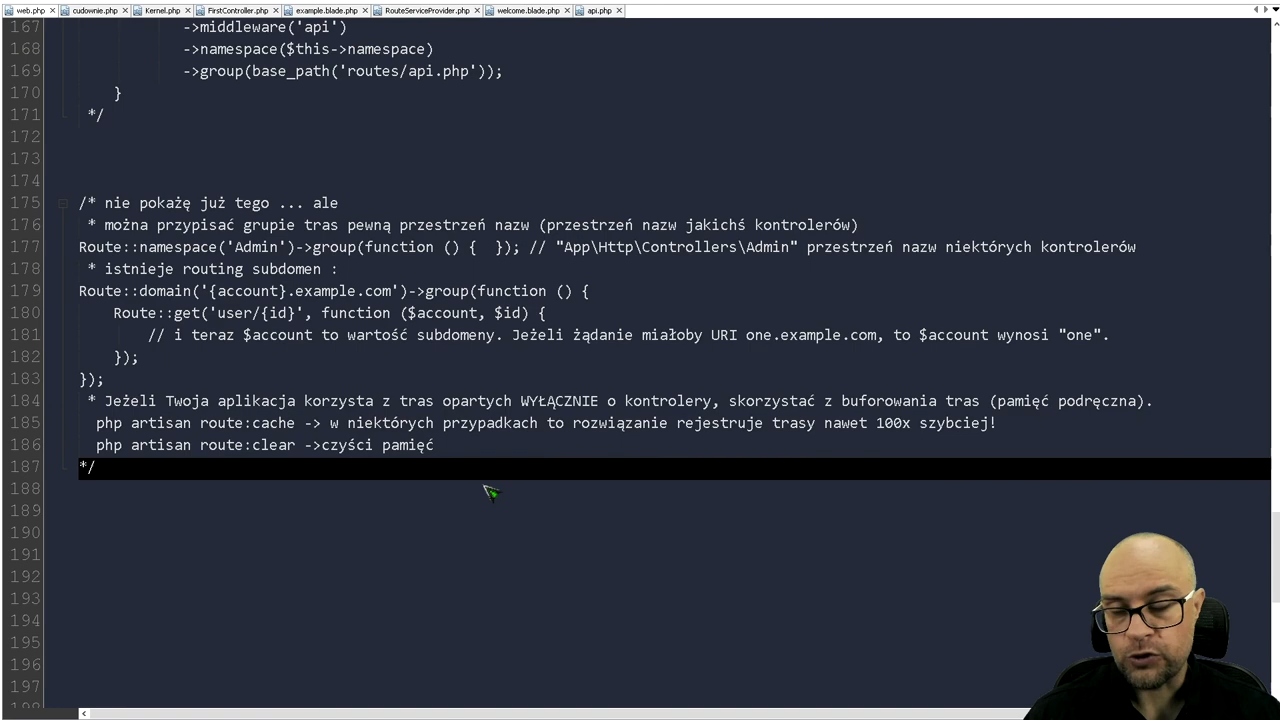 web.php
cudownie.php
Kernel.php
FirstController.php
example.blade.php
RouteServiceProvider.php
welcome.blade.php
api.php
167 ->middleware('api')
168 ->namespace($this->namespace)
169 ->group(base_path('routes/api.php'));
170 }
171 */
172
173
174
175 /* nie pokażę już tego ... ale
176 * można przypisać grupie tras pewną przestrzeń nazw (przestrzeń nazw jakichś kontrolerów)
177 Route::namespace('Admin')->group(function () {  }); // "App\Http\Controllers\Admin" przestrzeń nazw niektórych kontrolerów
178 * istnieje routing subdomen :
179 Route::domain('{account}.example.com')->group(function () {
180 Route::get('user/{id}', function ($account, $id) {
181 // i teraz $account to wartość subdomeny. Jeżeli żądanie miałoby URI one.example.com, to $account wynosi "one".
182 });
183 });
184 * Jeżeli Twoja aplikacja korzysta z tras opartych WYŁĄCZNIE o kontrolery, skorzystać z buforowania tras (pamięć podręczna).
185 php artisan route:cache -> w niektórych przypadkach to rozwiązanie rejestruje trasy nawet 100x szybciej!
186 php artisan route:clear ->czyści pamięć
187 */
188
189
190
191
192
193
194
195
196
197
198